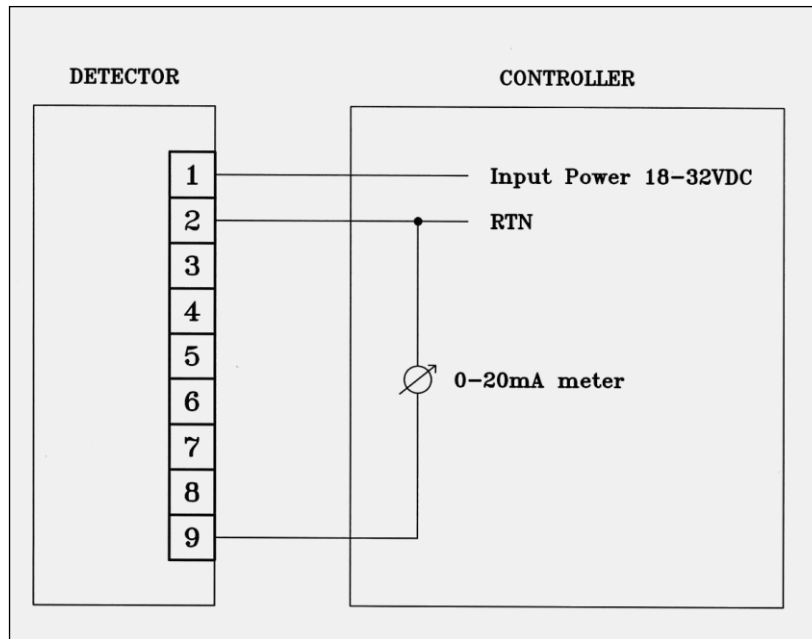 DETECTOR
CONTROLLER
1
Input Power 18-32VDC
2
RTN
3
4
5
0-20mA meter
6
7
8
9